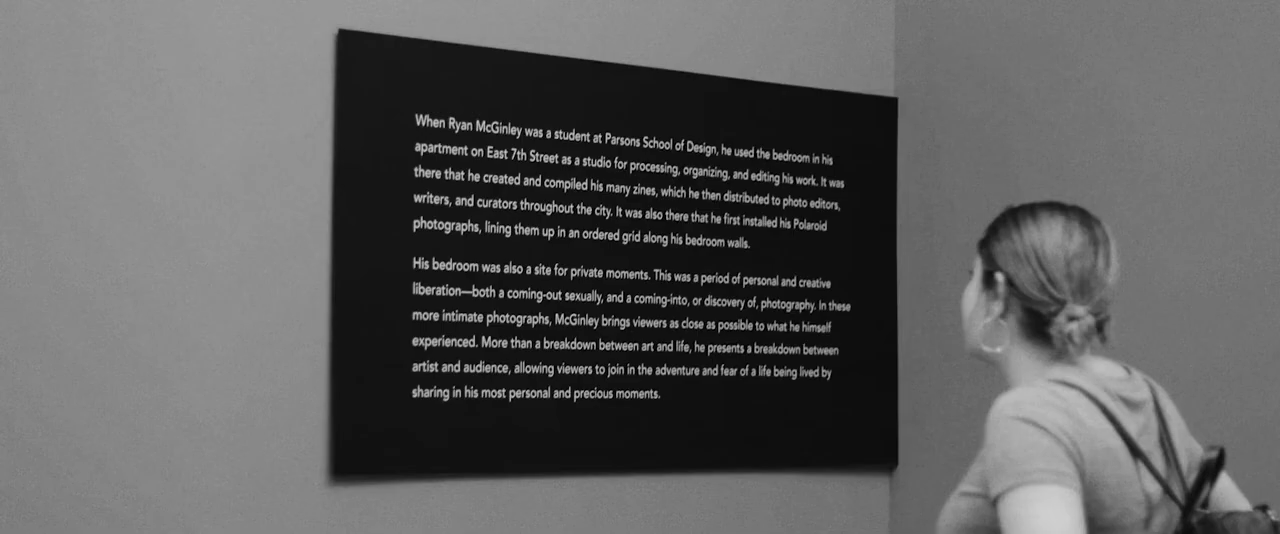 When Ryan McGinley was a student at Parsons School of Design, he used the bedroom in his
apartment on East 7th Street as a studio for processing, organizing, and editing his work. It was
there that he created and compiled his many zines, which he then distributed to photo editors,
writers, and curators throughout the city. It was also there that he first installed his Polaroid
photographs, lining them up in an ordered grid along his bedroom walls.
His bedroom was also a site for private moments. This was a period of personal and creative
liberation—both a coming-out sexually, and a coming-into, or discovery of, photography. In these
more intimate photographs, McGinley brings viewers as close as possible to what he himself
experienced. More than a breakdown between art and life, he presents a breakdown between
artist and audience, allowing viewers to join in the adventure and fear of a life being lived by
sharing in his most personal and precious moments.